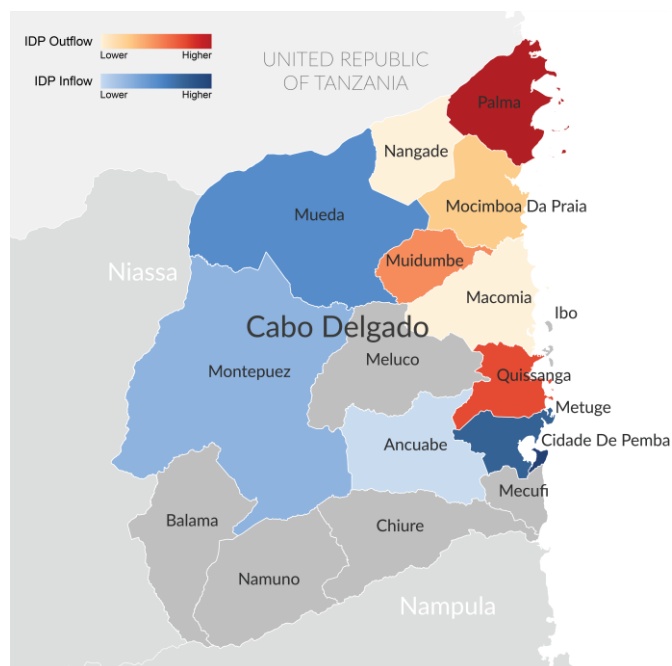 IDP Outflow
Lower
Higher
IDP Inflow
Lower
Higher
UNITED REPUBLIC
OF TANZANIA
Palma
Nangade
Mocimboa Da Praia
Mueda
Muidumbe
Niassa
Macomia
Ibo
Cabo Delgado
Meluco
Montepuez
Quissanga
Metuge
Cidade De Pemba
Ancuabe
Mecufi
Balama
Chiure
Namuno
Nampula